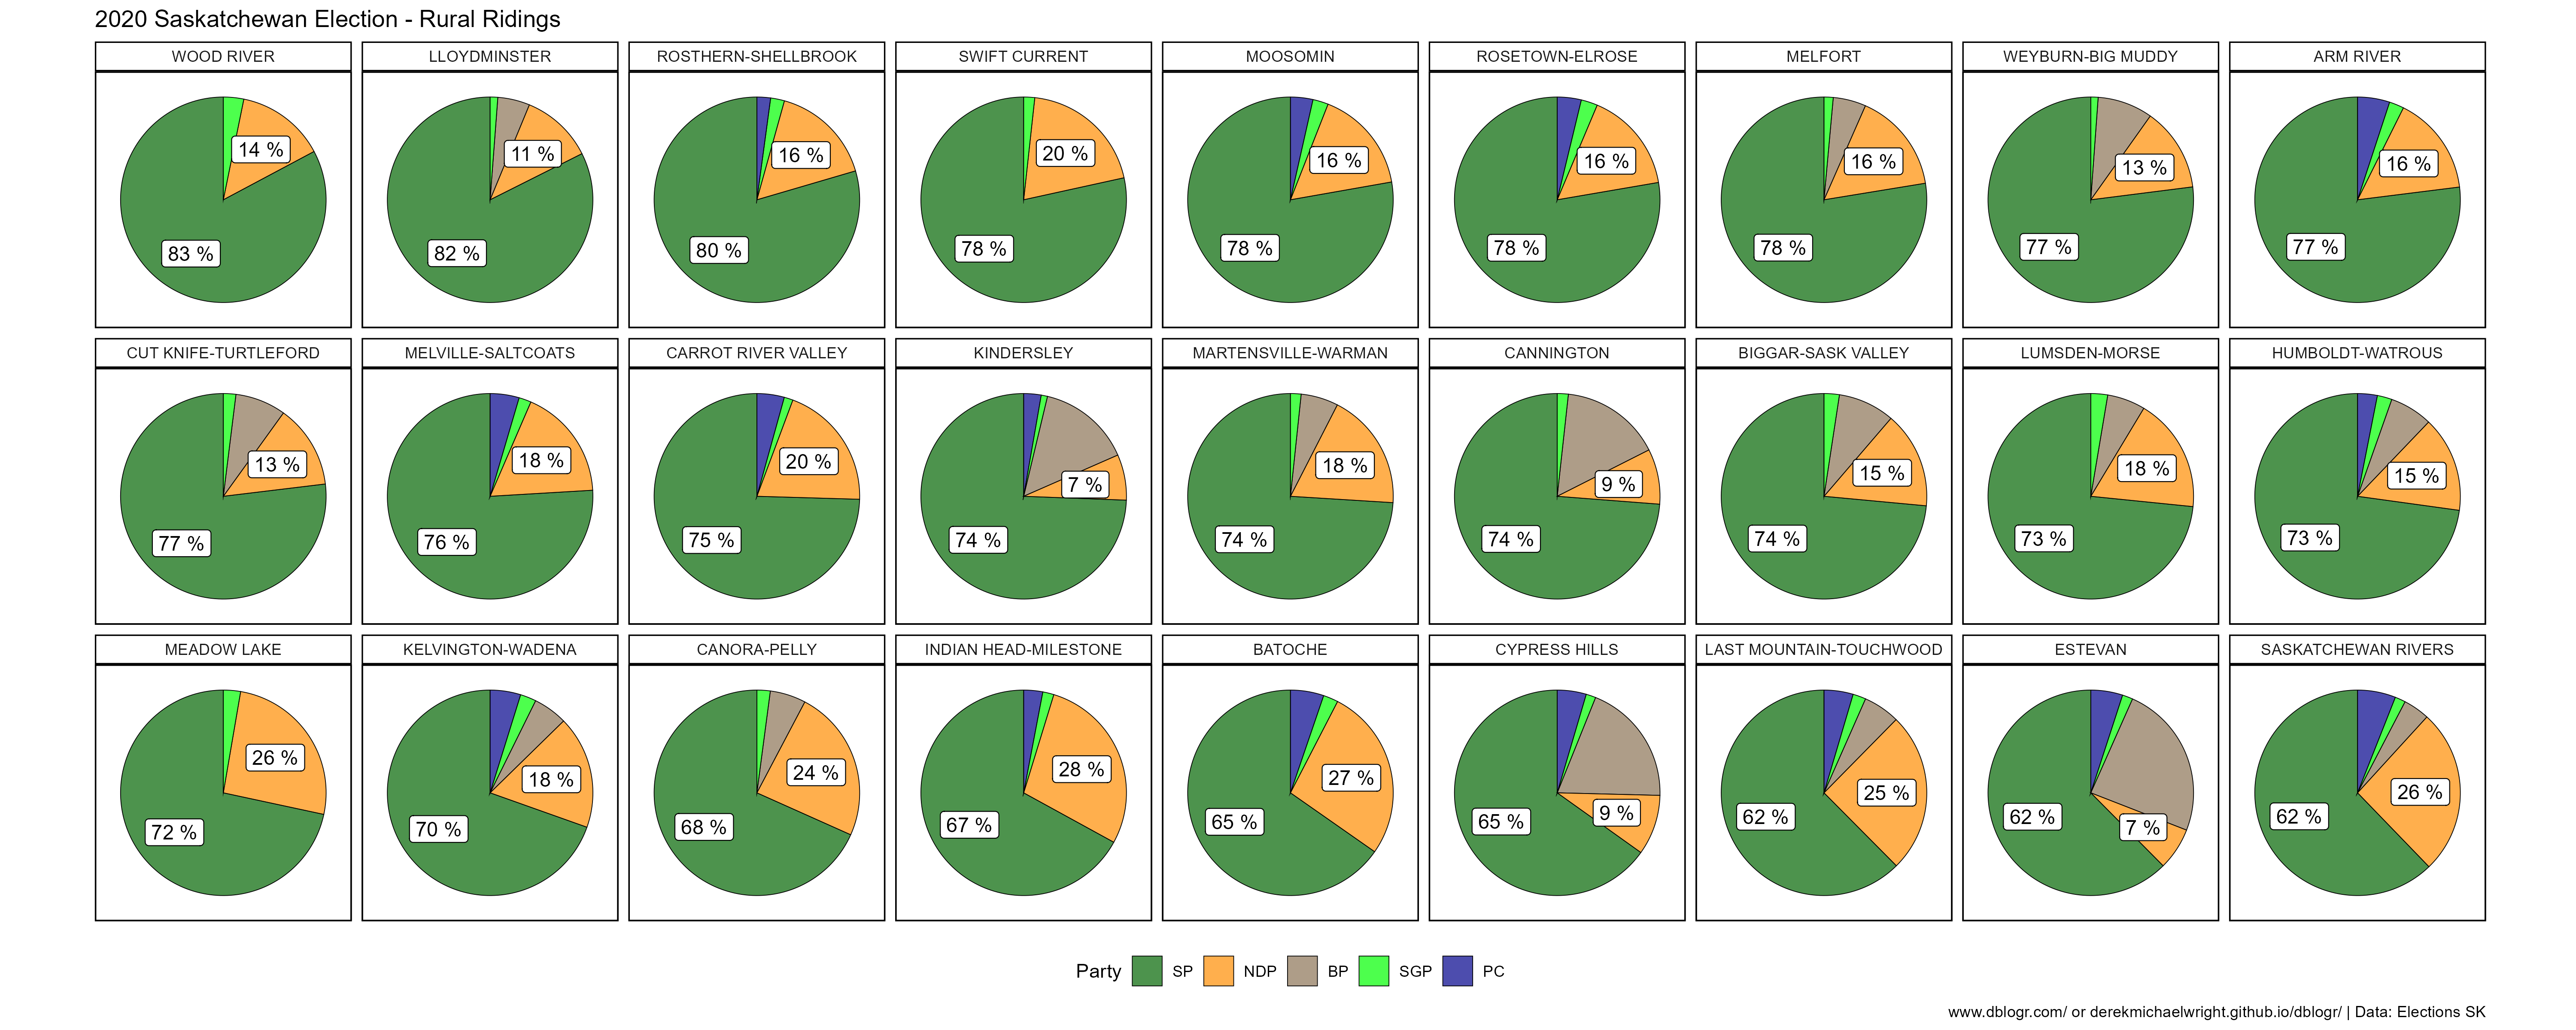 2020 Saskatchewan Election - Rural Ridings
WOOD RIVER LLOYDMINSTER ROSTHERN-SHELLBROOK SWIFT CURRENT MOOSOMIN ROSETOWN-ELROSE MELFORT WEYBURN-BIG MUDDY ARM RIVER
14 % 11 % 16 % 20 % 16 % 16 % 16 % 13 % 16 %
83 % 82 % 80 % 78 % 78 % 78 % 78 % 77 % 77 %
CUT KNIFE-TURTLEFORD MELVILLE-SALTCOATS CARROT RIVER VALLEY KINDERSLEY MARTENSVILLE-WARMAN CANNINGTON BIGGAR-SASK VALLEY LUMSDEN-MORSE HUMBOLDT-WATROUS
13 % 18 % 20 % 7 % 18 % 9 % 15 % 18 % 15 %
77 % 76 % 75 % 74 % 74 % 74 % 74 % 73 % 73 %
MEADOW LAKE KELVINGTON-WADENA CANORA-PELLY INDIAN HEAD-MILESTONE BATOCHE CYPRESS HILLS LAST MOUNTAIN-TOUCHWOOD ESTEVAN SASKATCHEWAN RIVERS
26 % 18 % 24 % 28 % 27 % 9 % 25 % 7 % 26 %
72 % 70 % 68 % 67 % 65 % 65 % 62 % 62 % 62 %
Party SP NDP BP SGP PC
www.dblogr.com/ or derekmichaelwright.github.io/dblogr/ | Data: Elections SK